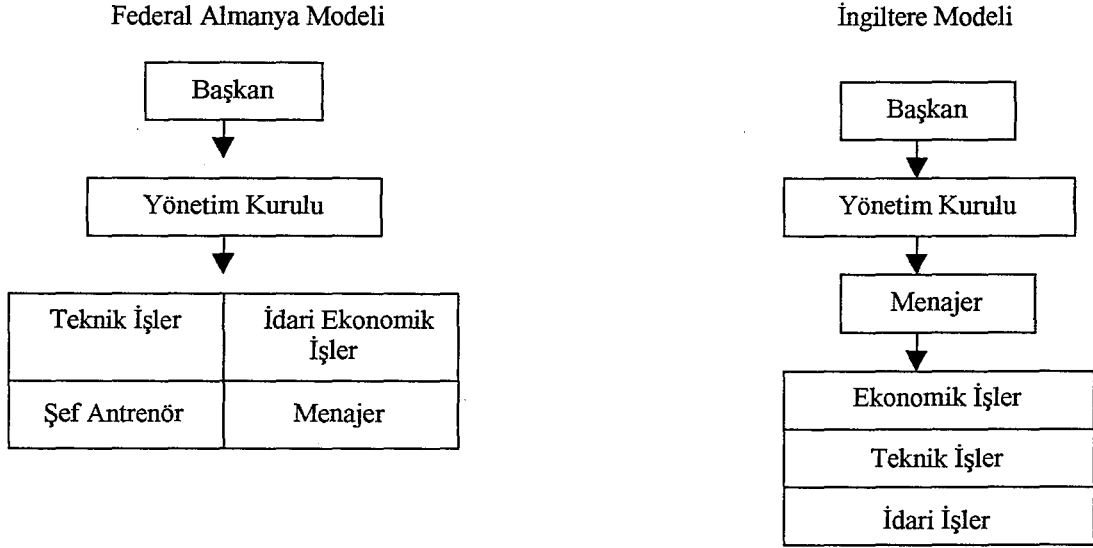 Federal Almanya Modeli
Başkan
Yönetim Kurulu
Teknik İşler
İdari Ekonomik
İşler
Şef Antrenör
Menajer
İngiltere Modeli
Başkan
Yönetim Kurulu
Menajer
Ekonomik İşler
Teknik İşler
İdari İşler